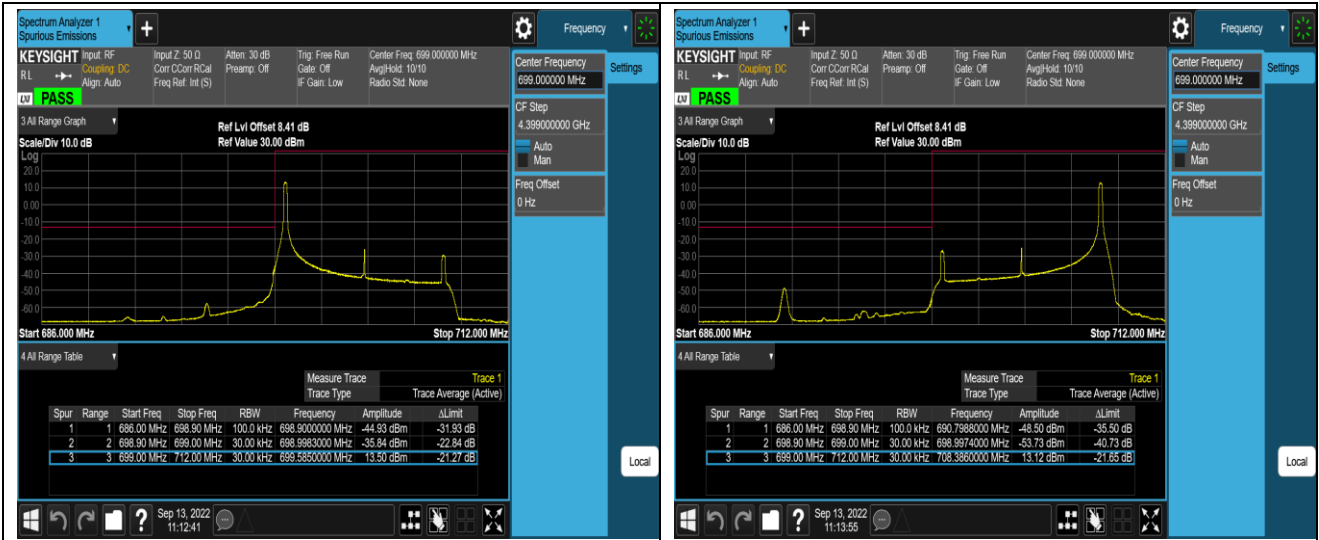 Spectrum Analyzer 1
Spurious Emissions
Frequency
KEYSIGHT Input: RF Input Z: 50 Ω Atten: 30 dB Trig: Free Run Center Freq: 699.000000 MHz
Coupling: DC Corr CCorr RCal Preamp: Off Gate: Off Avg|Hold: 10/10
RL Align: Auto Freq Ref: Int (S) IF Gain: Low Radio Std: None
LXI PASS
Center Frequency
699.000000 MHz
Settings
CF Step
4.399000000 GHz
Auto
Man
Freq Offset
0 Hz
3 All Range Graph
Ref Lvl Offset 8.41 dB
Scale/Div 10.0 dB Ref Value 30.00 dBm
Log
20.0
10.0
0.00
-10.0
-20.0
-30.0
-40.0
-50.0
-60.0
Start 686.000 MHz Stop 712.000 MHz
4 All Range Table
Measure Trace Trace 1
Trace Type Trace Average (Active)
Spur Range Start Freq Stop Freq RBW Frequency Amplitude ΔLimit
1 1 686.00 MHz 698.90 MHz 100.0 kHz 698.9000000 MHz -44.93 dBm -31.93 dB
2 2 698.90 MHz 699.00 MHz 30.00 kHz 698.9983000 MHz -35.84 dBm -22.84 dB
3 3 699.00 MHz 712.00 MHz 30.00 kHz 699.5850000 MHz 13.50 dBm -21.27 dB
Local
Sep 13, 2022
11:12:41
Spectrum Analyzer 1
Spurious Emissions
Frequency
KEYSIGHT Input: RF Input Z: 50 Ω Atten: 30 dB Trig: Free Run Center Freq: 699.000000 MHz
Coupling: DC Corr CCorr RCal Preamp: Off Gate: Off Avg|Hold: 10/10
RL Align: Auto Freq Ref: Int (S) IF Gain: Low Radio Std: None
LXI PASS
Center Frequency
699.000000 MHz
Settings
CF Step
4.399000000 GHz
Auto
Man
Freq Offset
0 Hz
3 All Range Graph
Ref Lvl Offset 8.41 dB
Scale/Div 10.0 dB Ref Value 30.00 dBm
Log
20.0
10.0
0.00
-10.0
-20.0
-30.0
-40.0
-50.0
-60.0
Start 686.000 MHz Stop 712.000 MHz
4 All Range Table
Measure Trace Trace 1
Trace Type Trace Average (Active)
Spur Range Start Freq Stop Freq RBW Frequency Amplitude ΔLimit
1 1 686.00 MHz 698.90 MHz 100.0 kHz 690.7988000 MHz -48.50 dBm -35.50 dB
2 2 698.90 MHz 699.00 MHz 30.00 kHz 698.9974000 MHz -53.73 dBm -40.73 dB
3 3 699.00 MHz 712.00 MHz 30.00 kHz 708.3860000 MHz 13.12 dBm -21.65 dB
Local
Sep 13, 2022
11:13:55